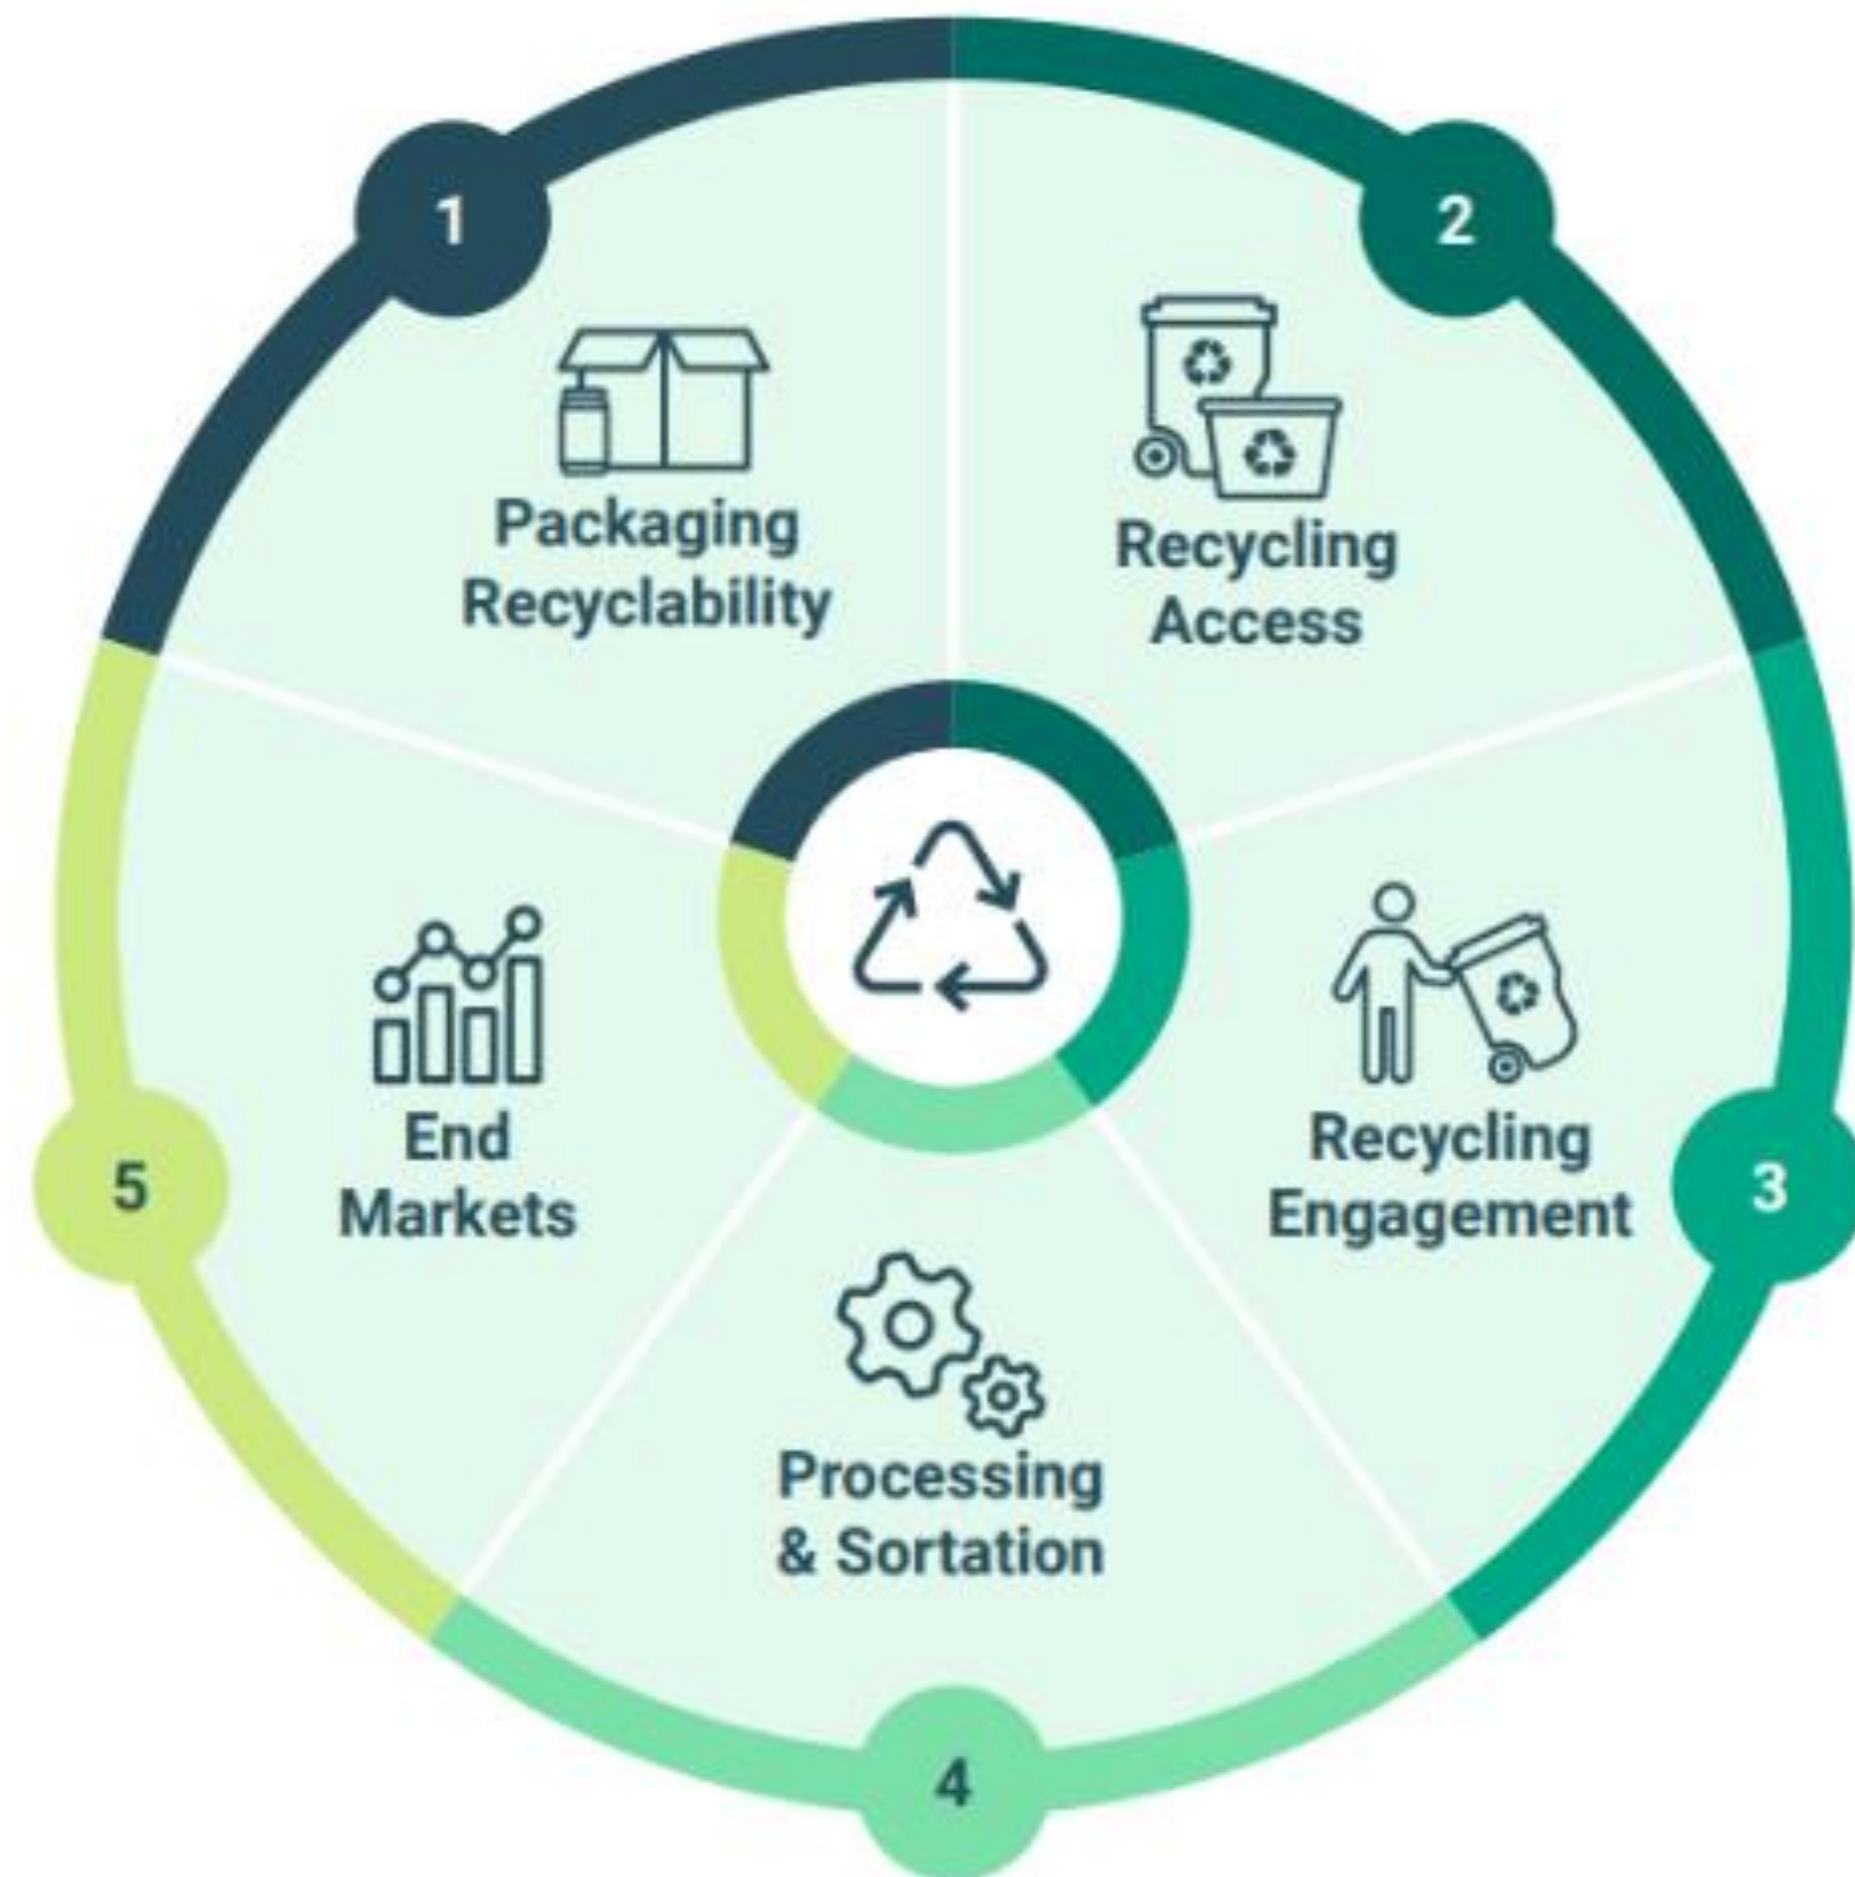 1
Packaging
Recyclability
2
Recycling
Access
3
Recycling
Engagement
4
Processing
& Sortation
5
End
Markets